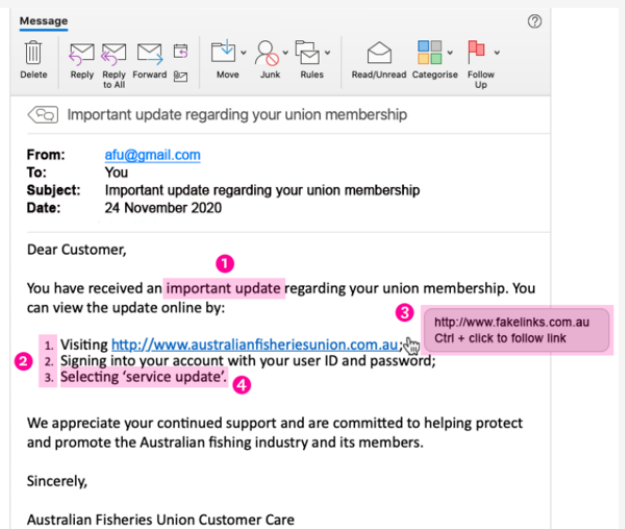 Message
Delete Reply Reply to All Forward Move Junk Rules Read/Unread Categorise Follow Up
Important update regarding your union membership
From: afu@gmail.com
To: You
Subject: Important update regarding your union membership
Date: 24 November 2020
Dear Customer,
1
You have received an important update regarding your union membership. You
can view the update online by:
3
http://www.fakelinks.com.au
Ctrl + click to follow link
1. Visiting http://www.australianfisheriesunion.com.au;
2
2. Signing into your account with your user ID and password;
3. Selecting 'service update'.
4
We appreciate your continued support and are committed to helping protect
and promote the Australian fishing industry and its members.
Sincerely,
Australian Fisheries Union Customer Care